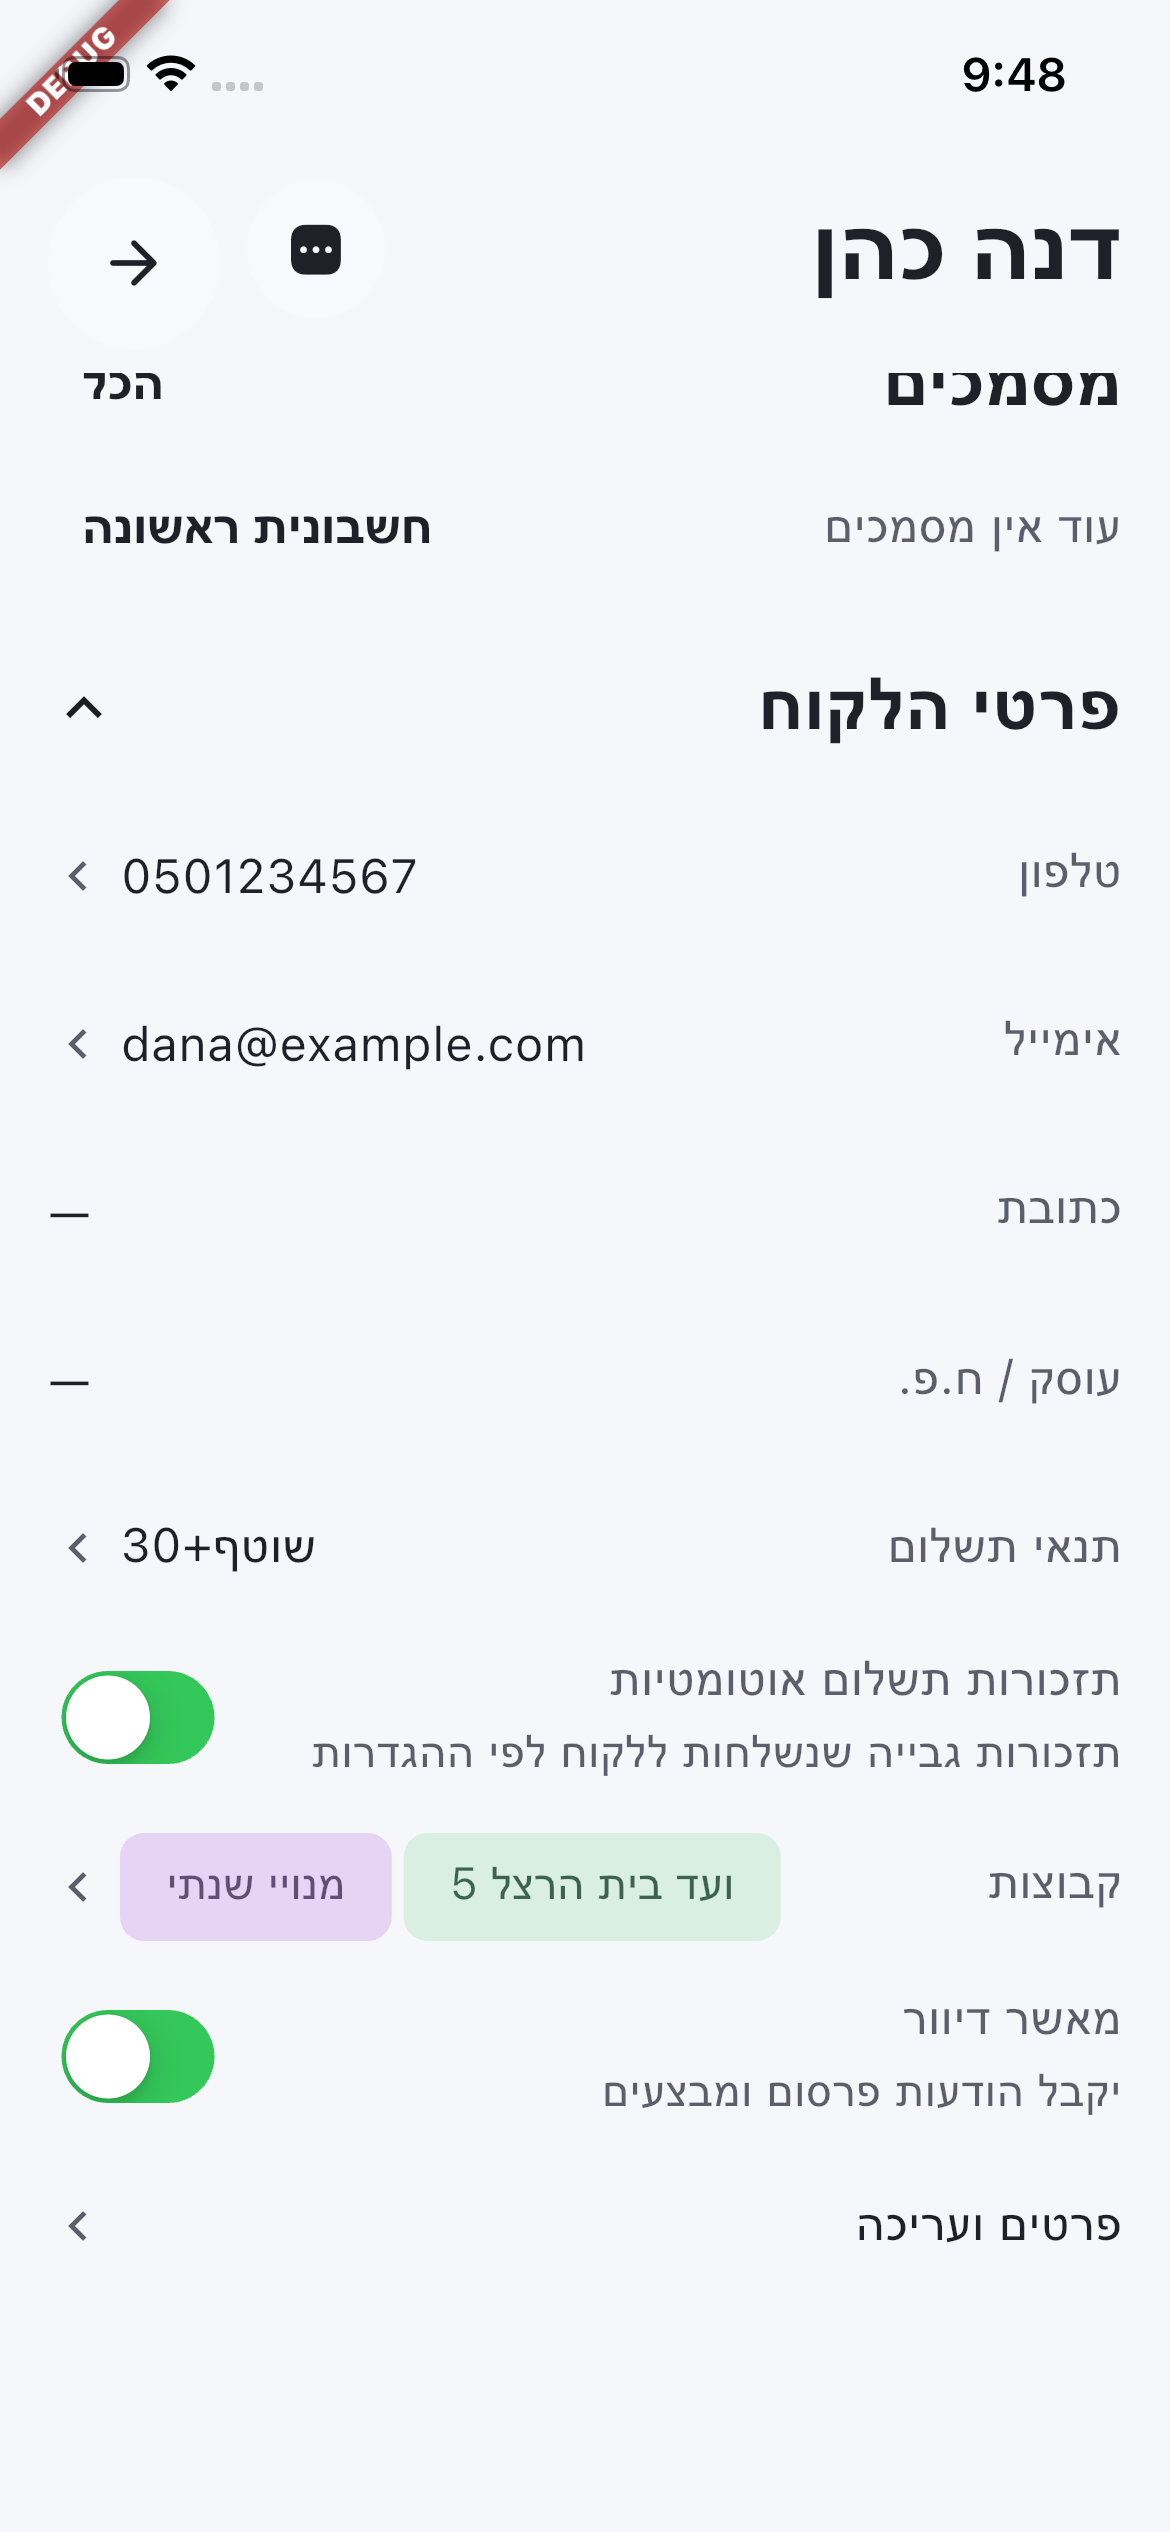 9:48
DEBUG
דנה כהן
מסמכים
הכל
עוד אין מסמכים
חשבונית ראשונה
פרטי הלקוח
טלפון
0501234567
אימייל
dana@example.com
כתובת
—
עוסק / ח.פ.
—
תנאי תשלום
שוטף+30
תזכורות תשלום אוטומטיות
תזכורות גבייה שנשלחות ללקוח לפי ההגדרות
קבוצות
ועד בית הרצל 5
מנויי שנתי
מאשר דיוור
יקבל הודעות פרסום ומבצעים
פרטים ועריכה